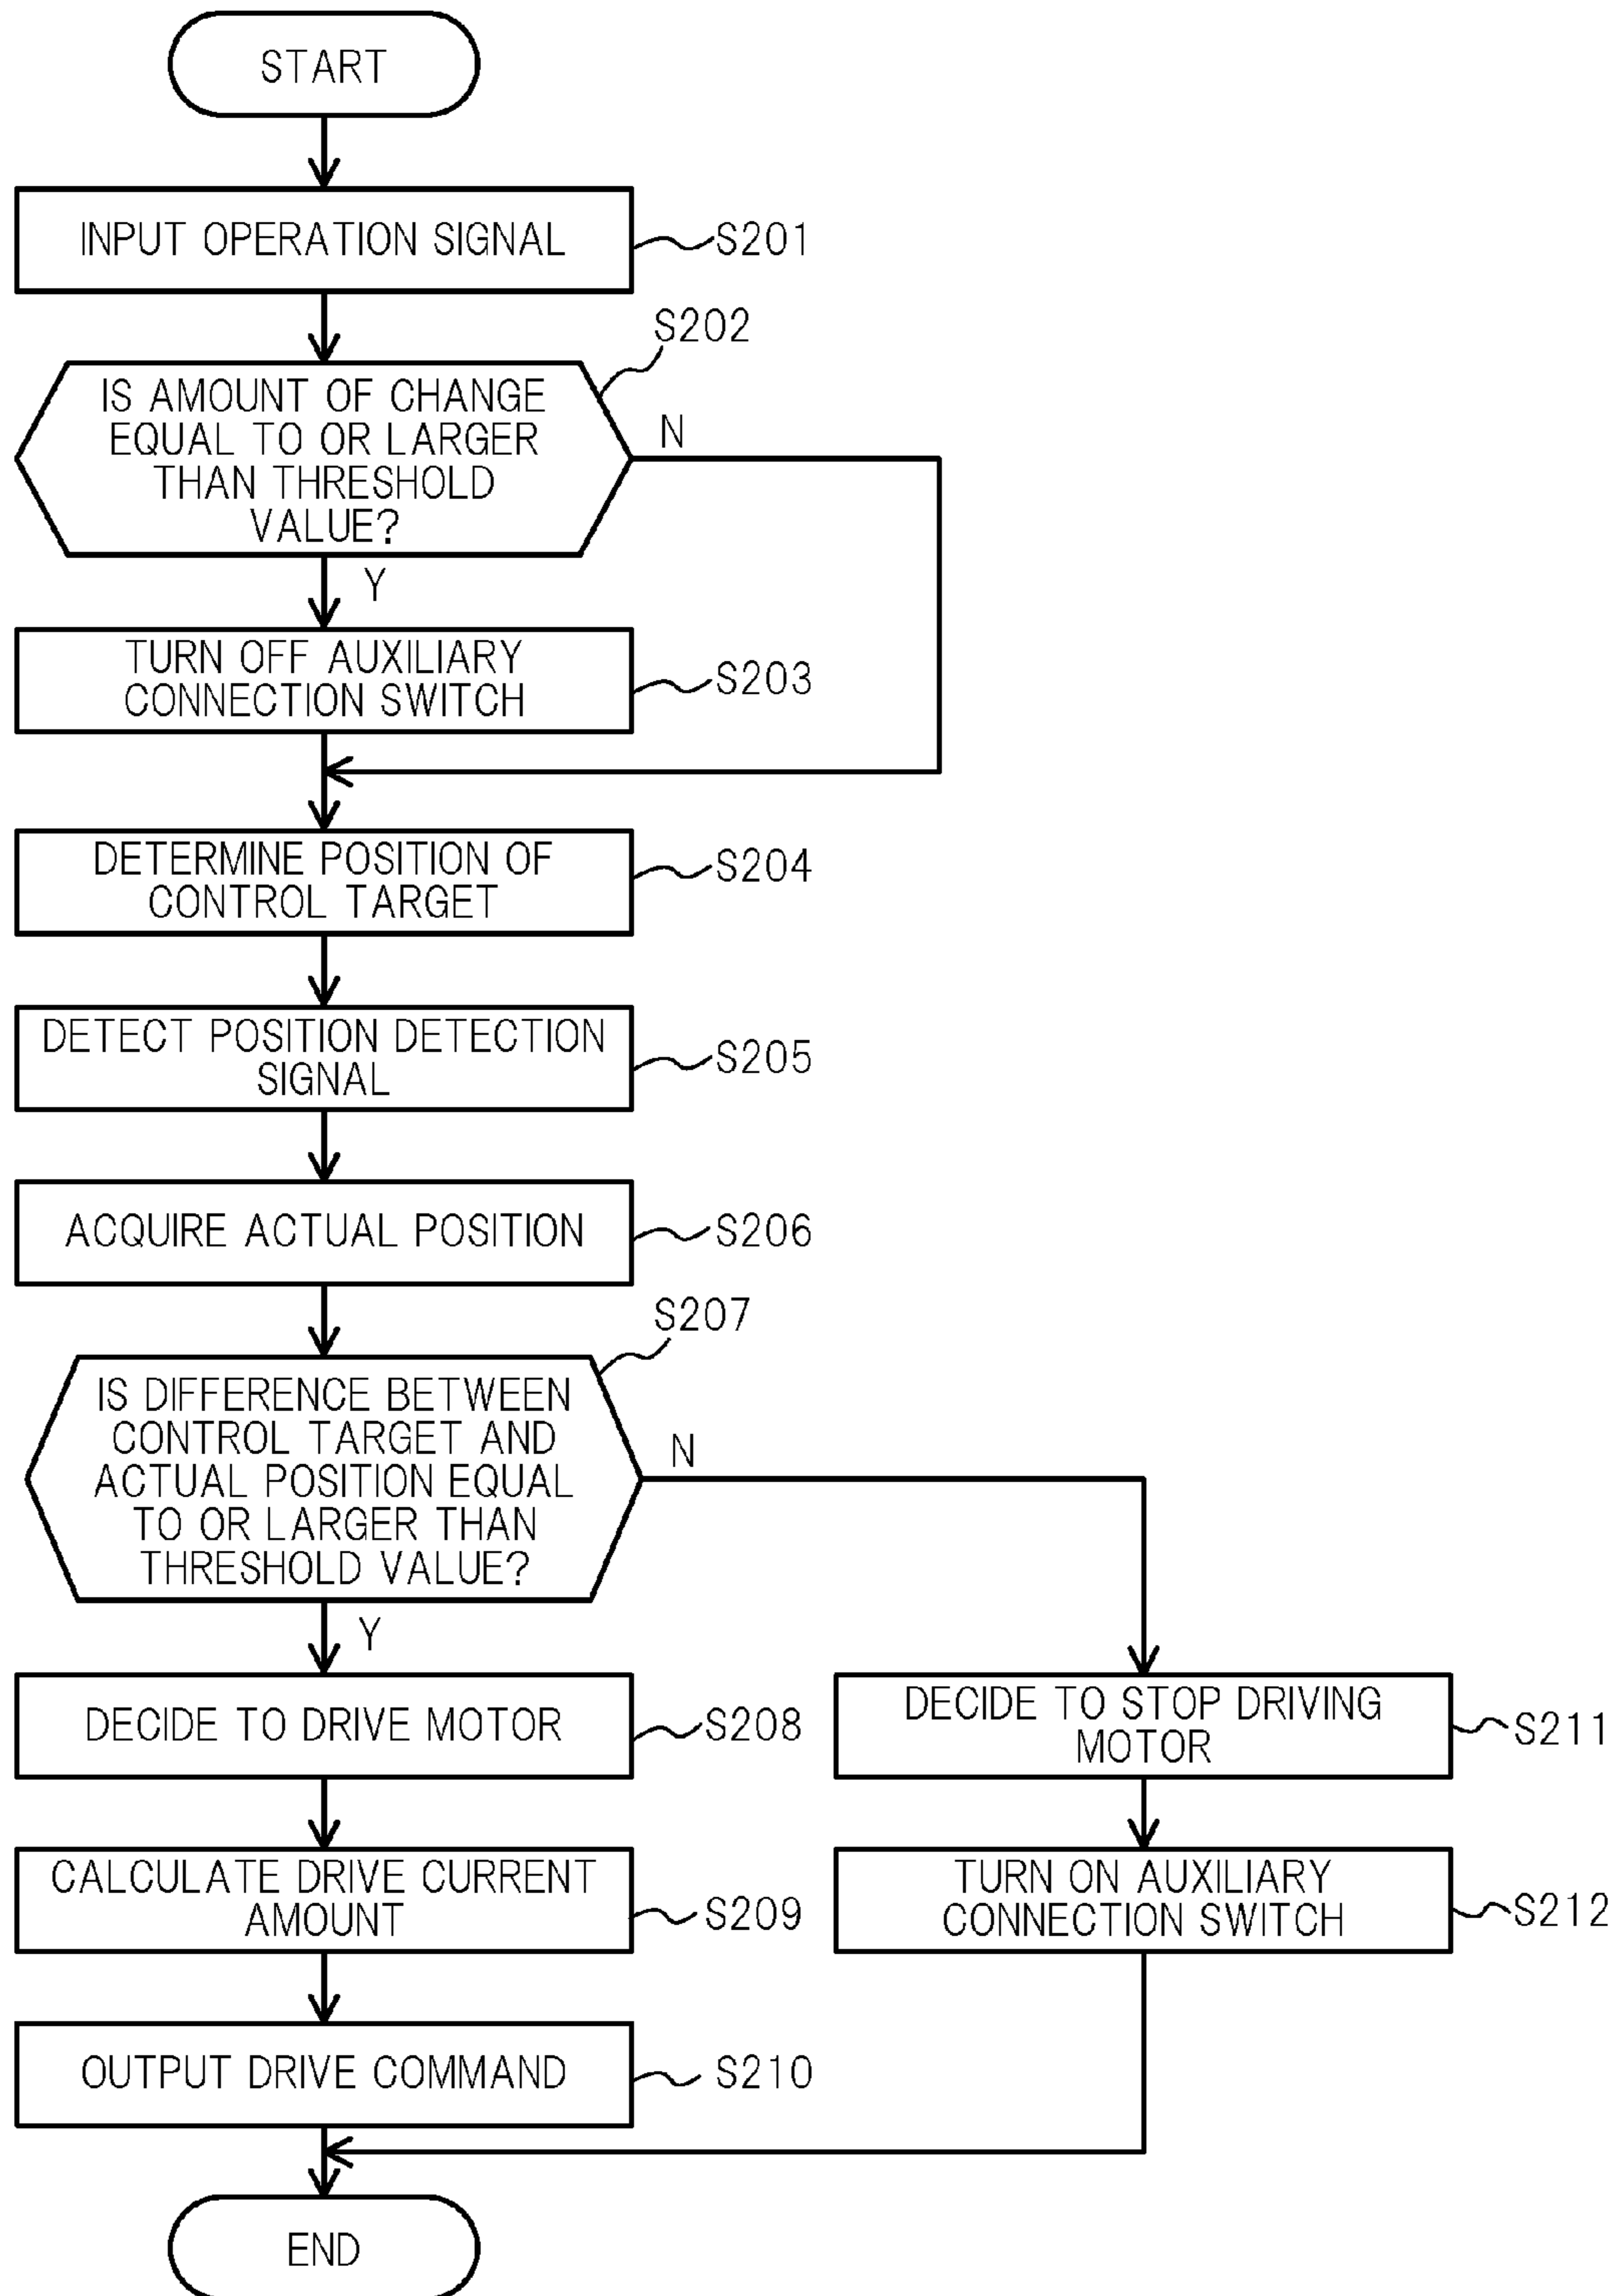 START
INPUT OPERATION SIGNAL
S201
S202
IS AMOUNT OF CHANGE
EQUAL TO OR LARGER
THAN THRESHOLD
VALUE?
N
Y
TURN OFF AUXILIARY
CONNECTION SWITCH
S203
DETERMINE POSITION OF
CONTROL TARGET
S204
DETECT POSITION DETECTION
SIGNAL
S205
ACQUIRE ACTUAL POSITION
S206
S207
IS DIFFERENCE BETWEEN
CONTROL TARGET AND
ACTUAL POSITION EQUAL
TO OR LARGER THAN
THRESHOLD VALUE?
N
Y
DECIDE TO DRIVE MOTOR
S208
DECIDE TO STOP DRIVING
MOTOR
S211
CALCULATE DRIVE CURRENT
AMOUNT
S209
TURN ON AUXILIARY
CONNECTION SWITCH
S212
OUTPUT DRIVE COMMAND
S210
END